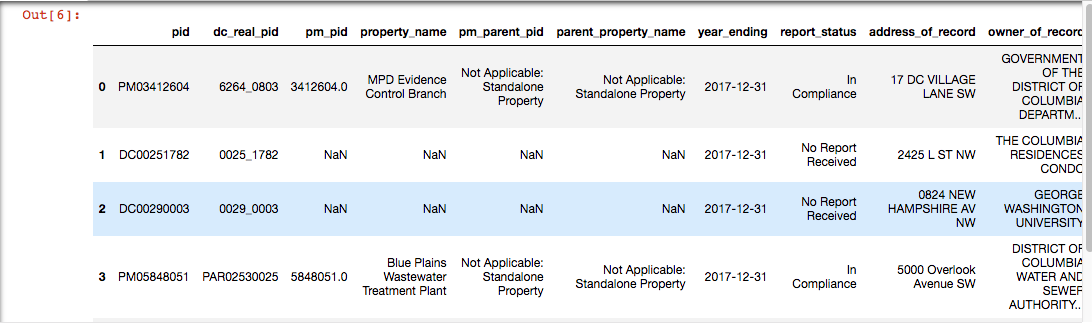 Out[6]:
pid dc_real_pid pm_pid property_name pm_parent_pid parent_property_name year_ending report_status address_of_record owner_of_record
0 PM03412604 6264_0803 3412604.0 MPD Evidence Control Branch Not Applicable: Standalone Property Not Applicable: Standalone Property 2017-12-31 In Compliance 17 DC VILLAGE LANE SW GOVERNMENT OF THE DISTRICT OF COLUMBIA DEPARTM...
1 DC00251782 0025_1782 NaN NaN NaN NaN 2017-12-31 No Report Received 2425 L ST NW THE COLUMBIA RESIDENCES CONDO
2 DC00290003 0029_0003 NaN NaN NaN NaN 2017-12-31 No Report Received 0824 NEW HAMPSHIRE AV NW GEORGE WASHINGTON UNIVERSITY
3 PM05848051 PAR02530025 5848051.0 Blue Plains Wastewater Treatment Plant Not Applicable: Standalone Property Not Applicable: Standalone Property 2017-12-31 In Compliance 5000 Overlook Avenue SW DISTRICT OF COLUMBIA WATER AND SEWER AUTHORITY...